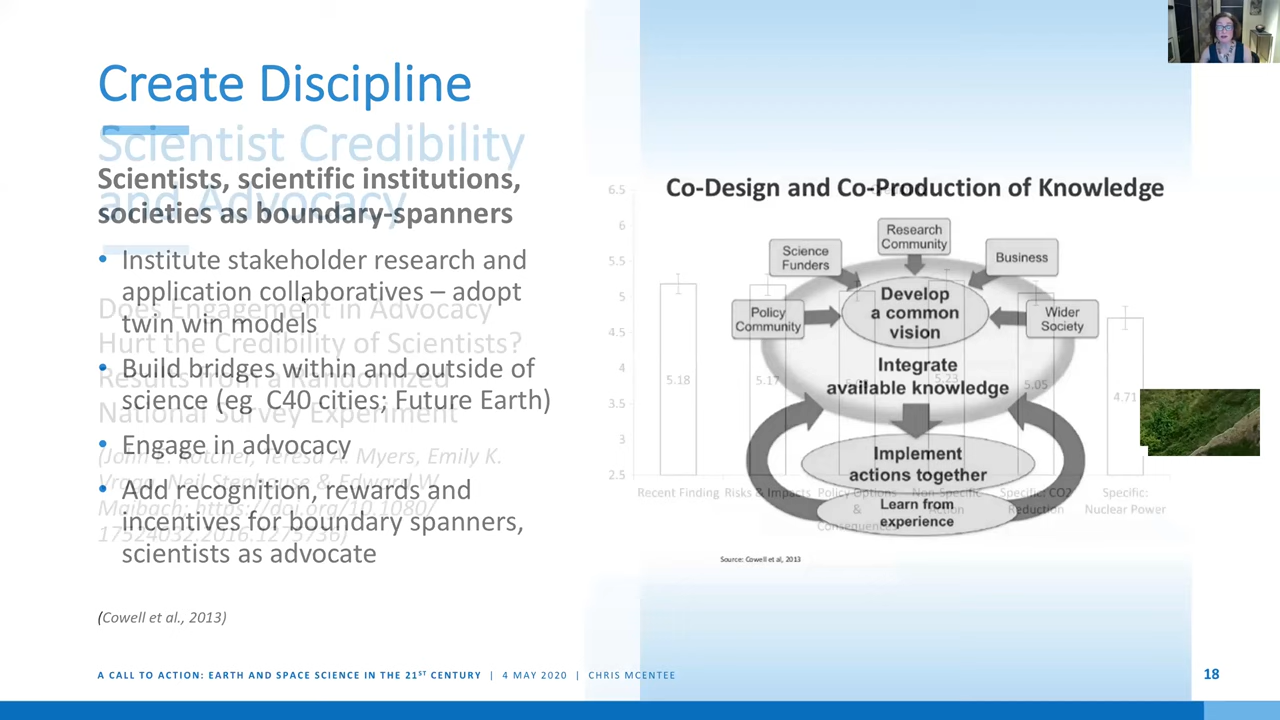 Create Discipline
Scientist Credibility
and Advocacy
Scientists, scientific institutions,
societies as boundary-spanners
• Institute stakeholder research and
application collaboratives – adopt
twin win models
• Build bridges within and outside of
science (eg C40 cities; Future Earth)
• Engage in advocacy
• Add recognition, rewards and
incentives for boundary spanners,
scientists as advocate
(Cowell et al., 2013)
Does Engagement in Advocacy
Hurt the Credibility of Scientists?
Results from a Randomized
National Survey Experiment
(John E. Kotcher, Teresa A. Myers, Emily K.
Vraga, Neil Stenhouse & Edward W.
Maibach: https://doi.org/10.1080/
17524032.2016.1275736)
Co-Design and Co-Production of Knowledge
Research
Community
Science
Funders
Business
Policy
Community
Wider
Society
Develop
a common
vision
Integrate
available knowledge
Implement
actions together
Learn from
experience
Source: Cowell et al, 2013
6.5
6
5.5
5
4.5
4
3.5
3
2.5
5.18
5.17
5.23
5.05
4.71
Recent Finding
Risks & Impacts
Policy Options
&
Consequences
Non-Specific
Action
Specific: CO2
Reduction
Specific:
Nuclear Power
A CALL TO ACTION: EARTH AND SPACE SCIENCE IN THE 21ST CENTURY | 4 MAY 2020 | CHRIS MCENTEE
18